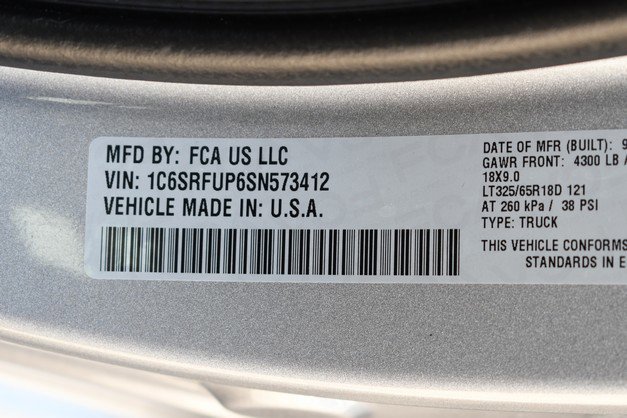 MFD BY: FCA US LLC
VIN: 1C6SRFUP6SN573412
VEHICLE MADE IN: U.S.A.
DATE OF MFR (BUILT): 9
GAWR FRONT: 4300 LB /
18X9.0
LT325/65R18D 121
AT 260 kPa / 38 PSI
TYPE: TRUCK
THIS VEHICLE CONFORMS
STANDARDS IN E